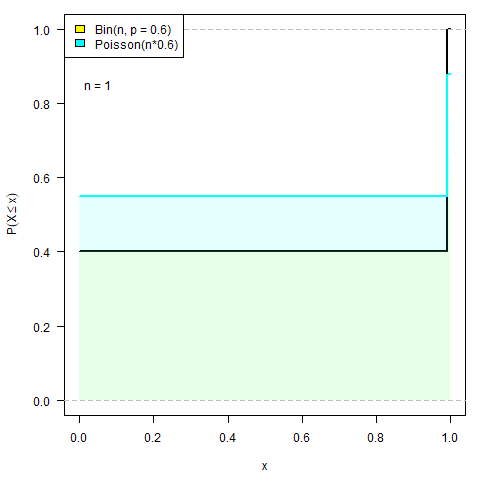 Bin(n, p = 0.6)
Poisson(n*0.6)
n = 1
1.0
0.8
0.6
0.4
0.2
0.0
P(X ≤ x)
0.0 0.2 0.4 0.6 0.8 1.0
x